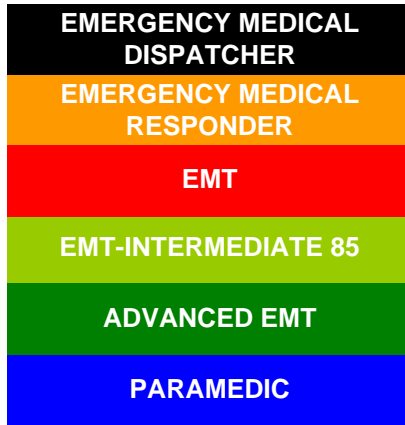 EMERGENCY MEDICAL
DISPATCHER
EMERGENCY MEDICAL
RESPONDER
EMT
EMT-INTERMEDIATE 85
ADVANCED EMT
PARAMEDIC